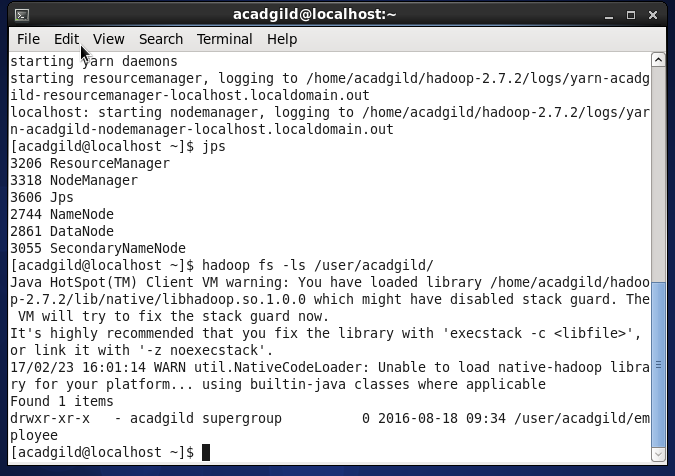 acadgild@localhost:~
File Edit View Search Terminal Help
starting yarn daemons
starting resourcemanager, logging to /home/acadgild/hadoop-2.7.2/logs/yarn-acadg
ild-resourcemanager-localhost.localdomain.out
localhost: starting nodemanager, logging to /home/acadgild/hadoop-2.7.2/logs/yar
n-acadgild-nodemanager-localhost.localdomain.out
[acadgild@localhost ~]$ jps
3206 ResourceManager
3318 NodeManager
3606 Jps
2744 NameNode
2861 DataNode
3055 SecondaryNameNode
[acadgild@localhost ~]$ hadoop fs -ls /user/acadgild/
Java HotSpot(TM) Client VM warning: You have loaded library /home/acadgild/hadoo
p-2.7.2/lib/native/libhadoop.so.1.0.0 which might have disabled stack guard. The
 VM will try to fix the stack guard now.
It's highly recommended that you fix the library with 'execstack -c <libfile>',
or link it with '-z noexecstack'.
17/02/23 16:01:14 WARN util.NativeCodeLoader: Unable to load native-hadoop libra
ry for your platform... using builtin-java classes where applicable
Found 1 items
drwxr-xr-x   - acadgild supergroup          0 2016-08-18 09:34 /user/acadgild/em
ployee
[acadgild@localhost ~]$